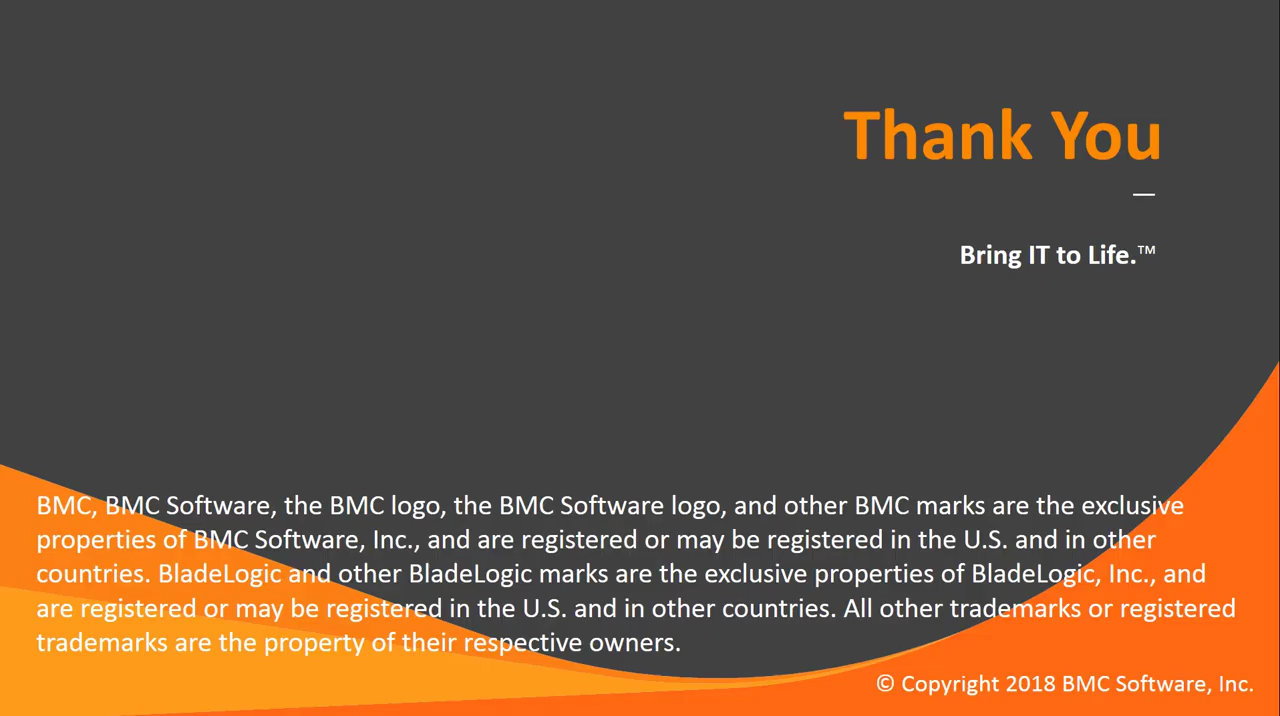 Thank You
—
Bring IT to Life.™
BMC, BMC Software, the BMC logo, the BMC Software logo, and other BMC marks are the exclusive
properties of BMC Software, Inc., and are registered or may be registered in the U.S. and in other
countries. BladeLogic and other BladeLogic marks are the exclusive properties of BladeLogic, Inc., and
are registered or may be registered in the U.S. and in other countries. All other trademarks or registered
trademarks are the property of their respective owners.
© Copyright 2018 BMC Software, Inc.